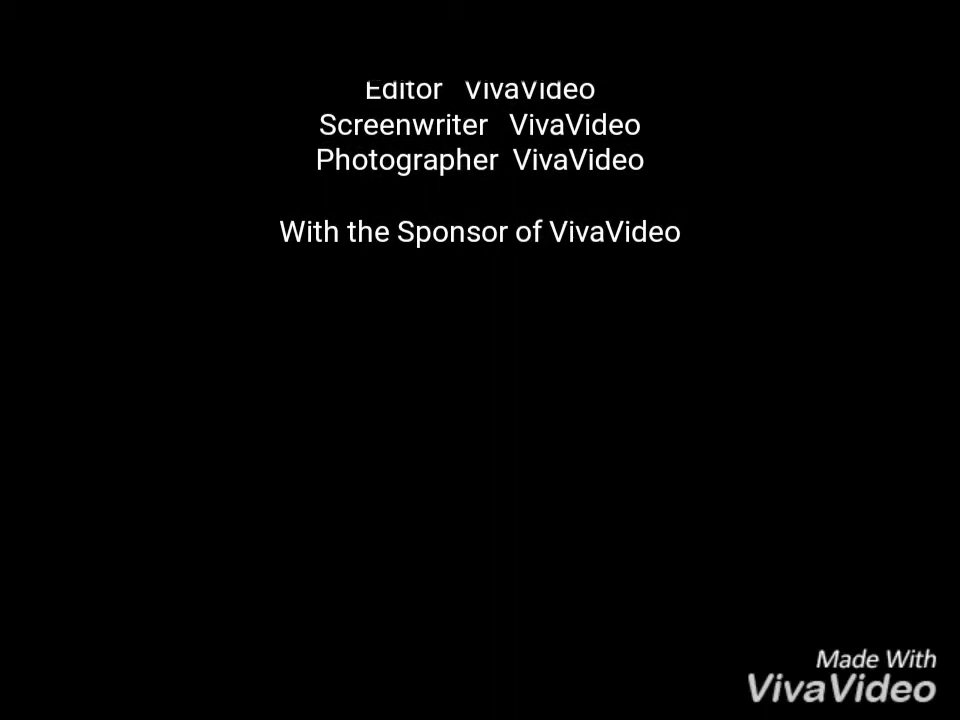 Editor VivaVideo
Screenwriter VivaVideo
Photographer VivaVideo
With the Sponsor of VivaVideo
Made With
VivaVideo